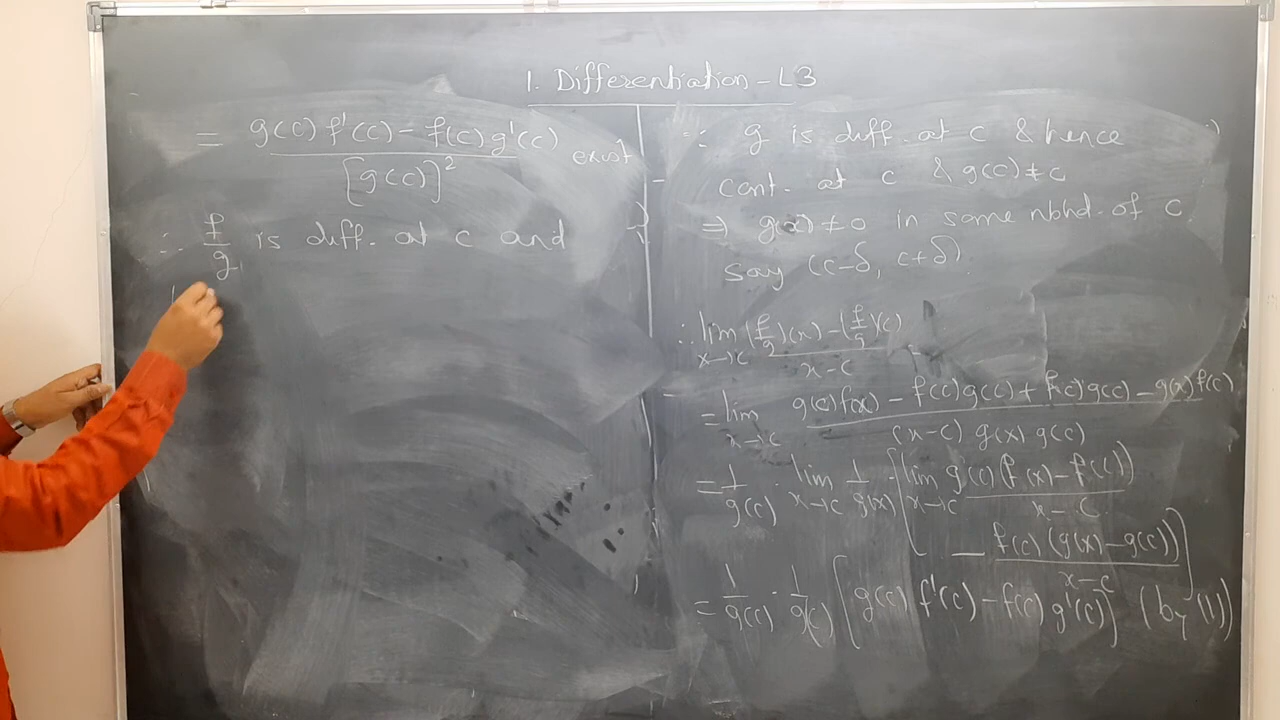 1. Differentiation - L3
= g(c) f'(c) - f(c) g'(c) / [g(c)]² exist
∴ f/g is diff. at c and
∵ g is diff. at c & hence
cont. at c & g(c) ≠ c
⇒ g(x) ≠ 0 in some nbhd. of c.
say (c-δ, c+δ).
∴ lim x→c (f/g)(x) - (f/g)(c) / x-c
= lim x→c g(c)f(x) - f(c)g(c) + f(c)g(c) - g(x)f(c) / (x-c) g(x) g(c)
= 1/g(c) · lim x→c 1/g(x) · [lim x→c g(c)(f(x) - f(c)) / x-c
- f(c)(g(x) - g(c)) / x-c]
= 1/g(c) · 1/g(c) [g(c) f'(c) - f(c) g'(c)] (by (1))